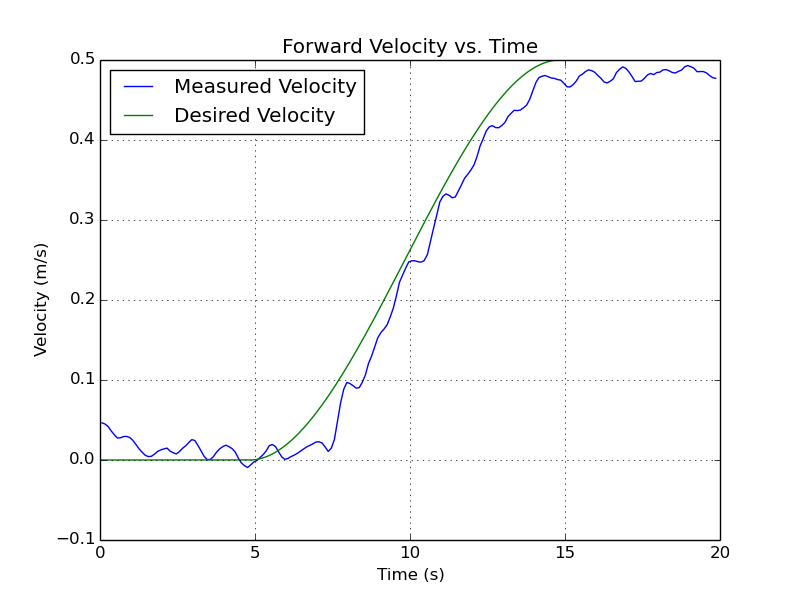 Forward Velocity vs. Time
Measured Velocity
Desired Velocity
0.5
0.4
0.3
0.2
0.1
0.0
−0.1
Velocity (m/s)
0 5 10 15 20
Time (s)